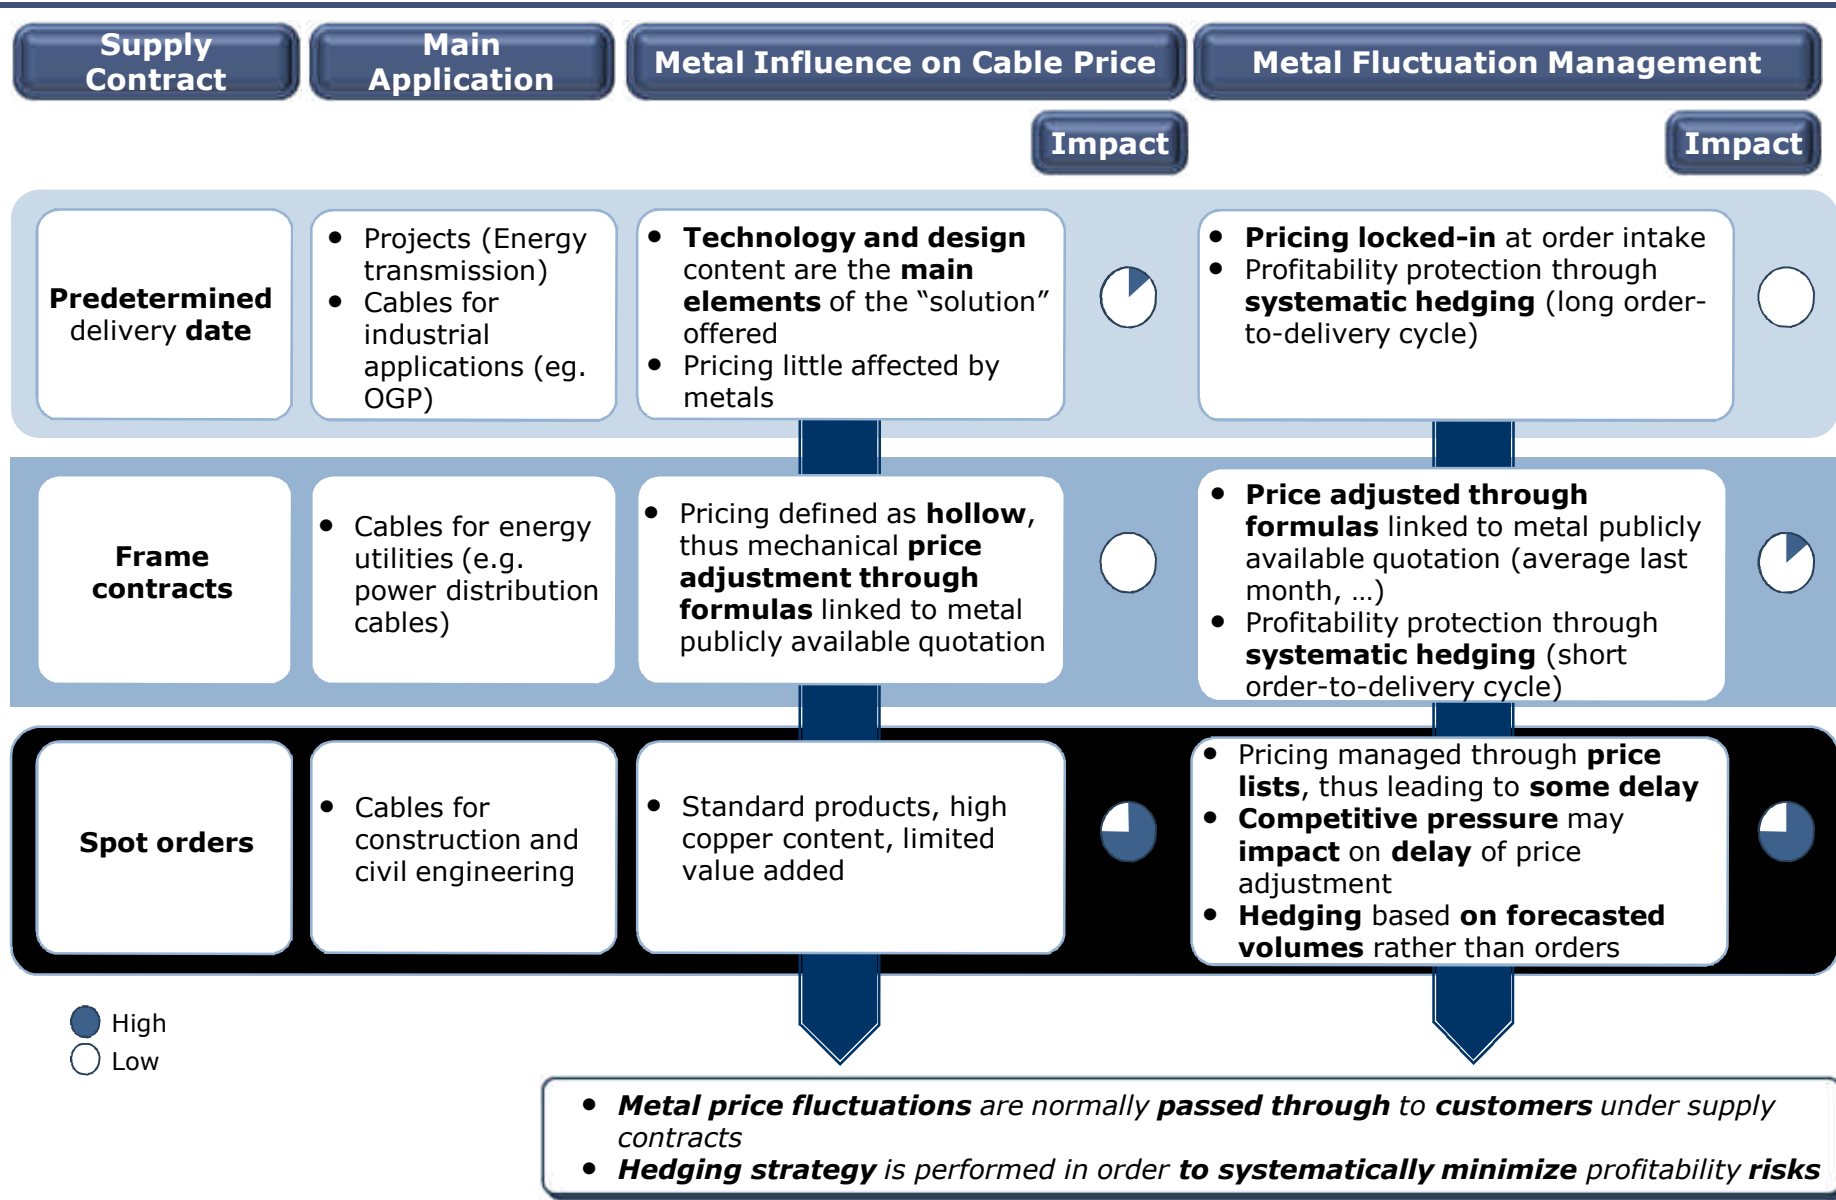 Supply
Contract
Main
Application
Metal Influence on Cable Price
Metal Fluctuation Management
Impact
Impact
Predetermined
delivery date
• Projects (Energy
transmission)
• Cables for
industrial
applications (eg.
OGP)
• Technology and design
content are the main
elements of the “solution”
offered
• Pricing little affected by
metals
• Pricing locked-in at order intake
• Profitability protection through
systematic hedging (long order-
to-delivery cycle)
Frame
contracts
• Cables for energy
utilities (e.g.
power distribution
cables)
• Pricing defined as hollow,
thus mechanical price
adjustment through
formulas linked to metal
publicly available quotation
• Price adjusted through
formulas linked to metal publicly
available quotation (average last
month, …)
• Profitability protection through
systematic hedging (short
order-to-delivery cycle)
Spot orders
• Cables for
construction and
civil engineering
• Standard products, high
copper content, limited
value added
• Pricing managed through price
lists, thus leading to some delay
• Competitive pressure may
impact on delay of price
adjustment
• Hedging based on forecasted
volumes rather than orders
High
Low
• Metal price fluctuations are normally passed through to customers under supply
contracts
• Hedging strategy is performed in order to systematically minimize profitability risks